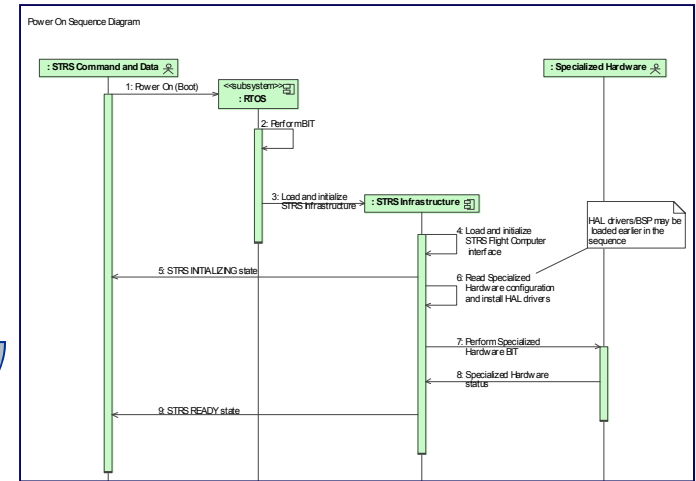 Power On Sequence Diagram
: STRS Command and Data
: Specialized Hardware
1: Power On (Boot)
<<subsystem>>
: RTOS
2: Perform BIT
3: Load and initialize
STRS Infrastructure
: STRS Infrastructure
HAL drivers/BSP may be
loaded earlier in the
sequence
4: Load and initialize
STRS Flight Computer
interface
5: STRS INITIALIZING state
6: Read Specialized
Hardware configuration
and install HAL drivers
7: Perform Specialized
Hardware BIT
8: Specialized Hardware
status
9: STRS READY state